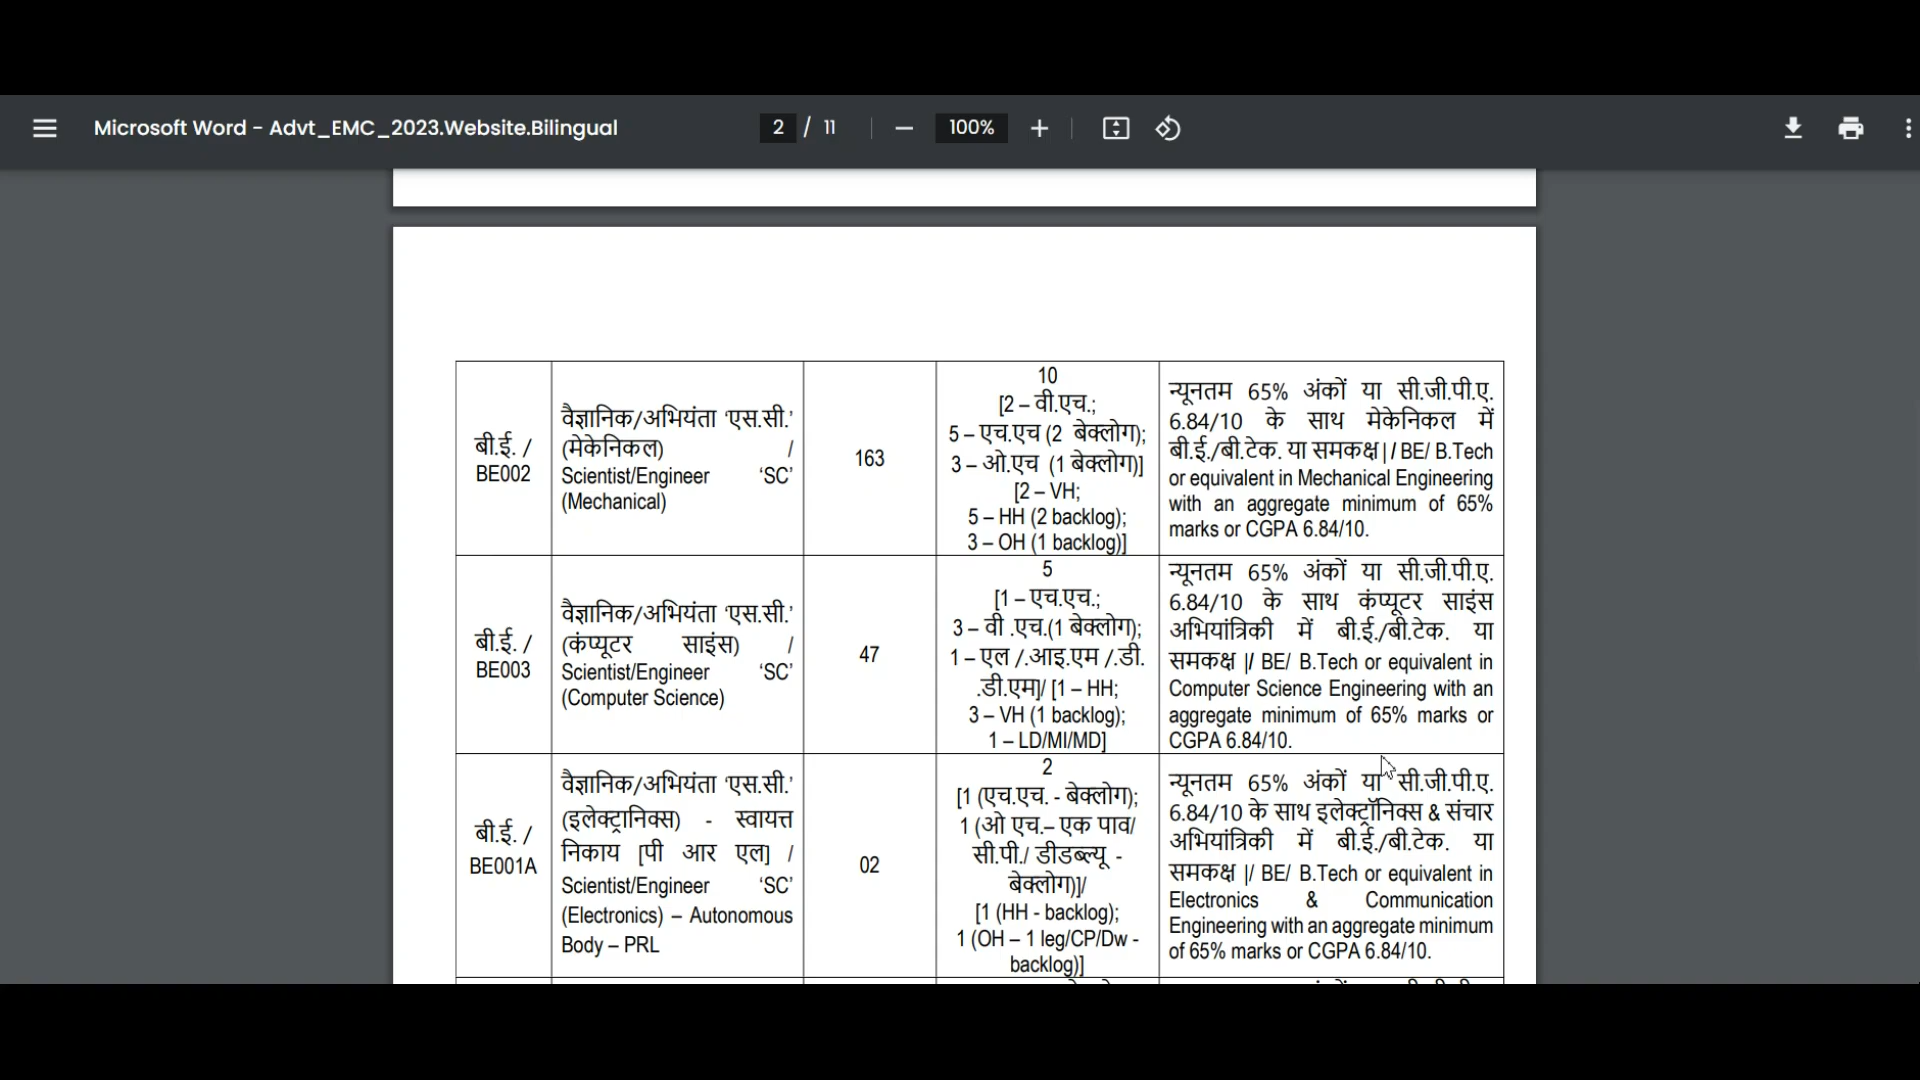 Microsoft Word - Advt_EMC_2023.Website.Bilingual
2 / 11
100%
बी.ई. /
BE002
वैज्ञानिक/अभियंता ‘एस.सी.’
(मेकेनिकल) /
Scientist/Engineer ‘SC’
(Mechanical)
163
10
[2 – वी.एच.;
5 – एच.एच (2 बेक्लोग);
3 – ओ.एच (1 बेक्लोग)]
[2 – VH;
5 – HH (2 backlog);
3 – OH (1 backlog)]
न्यूनतम 65% अंकों या सी.जी.पी.ए.
6.84/10 के साथ मेकेनिकल में
बी.ई./बी.टेक. या समकक्ष | / BE/ B.Tech
or equivalent in Mechanical Engineering
with an aggregate minimum of 65%
marks or CGPA 6.84/10.
बी.ई. /
BE003
वैज्ञानिक/अभियंता ‘एस.सी.’
(कंप्यूटर साइंस) /
Scientist/Engineer ‘SC’
(Computer Science)
47
5
[1 – एच.एच.;
3 – वी .एच.(1 बेक्लोग);
1 – एल /.आइ.एम /.डी.
.डी.एम]/ [1 – HH;
3 – VH (1 backlog);
1 – LD/MI/MD]
न्यूनतम 65% अंकों या सी.जी.पी.ए.
6.84/10 के साथ कंप्यूटर साइंस
अभियांत्रिकी में बी.ई./बी.टेक. या
समकक्ष |/ BE/ B.Tech or equivalent in
Computer Science Engineering with an
aggregate minimum of 65% marks or
CGPA 6.84/10.
बी.ई. /
BE001A
वैज्ञानिक/अभियंता ‘एस.सी.’
(इलेक्ट्रानिक्स) - स्वायत्त
निकाय [पी आर एल] /
Scientist/Engineer ‘SC’
(Electronics) – Autonomous
Body – PRL
02
2
[1 (एच.एच. - बेक्लोग);
1 (ओ एच.– एक पाव/
सी.पी./ डीडब्ल्यू -
बेक्लोग)]/
[1 (HH - backlog);
1 (OH – 1 leg/CP/Dw -
backlog)]
न्यूनतम 65% अंकों या सी.जी.पी.ए.
6.84/10 के साथ इलेक्ट्रॉनिक्स & संचार
अभियांत्रिकी में बी.ई./बी.टेक. या
समकक्ष |/ BE/ B.Tech or equivalent in
Electronics & Communication
Engineering with an aggregate minimum
of 65% marks or CGPA 6.84/10.